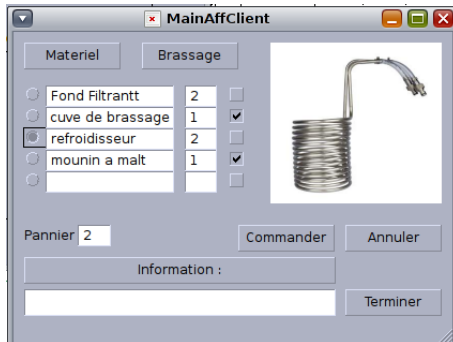 MainAffClient
Materiel Brassage
Fond Filtrantt 2
cuve de brassage 1
refroidisseur 2
mounin a malt 1
Pannier 2 Commander Annuler
Information :
Terminer